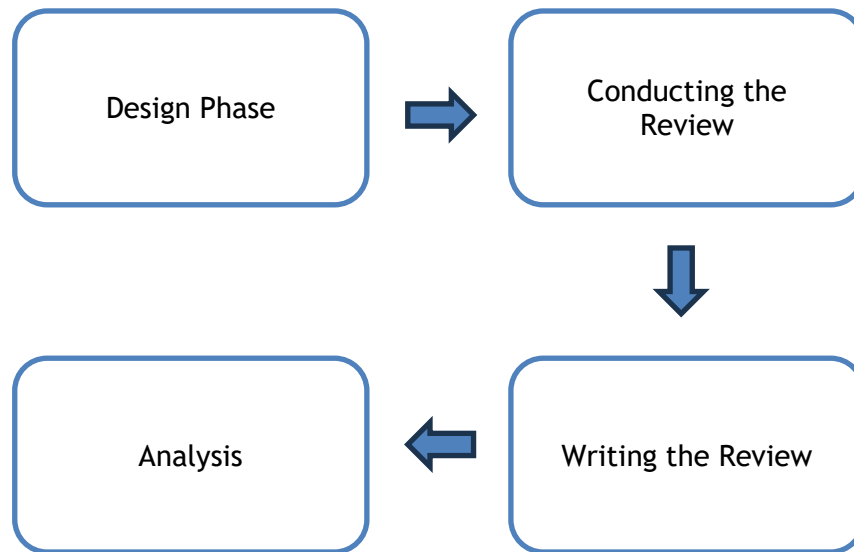 Design Phase
Conducting the
Review
Writing the Review
Analysis